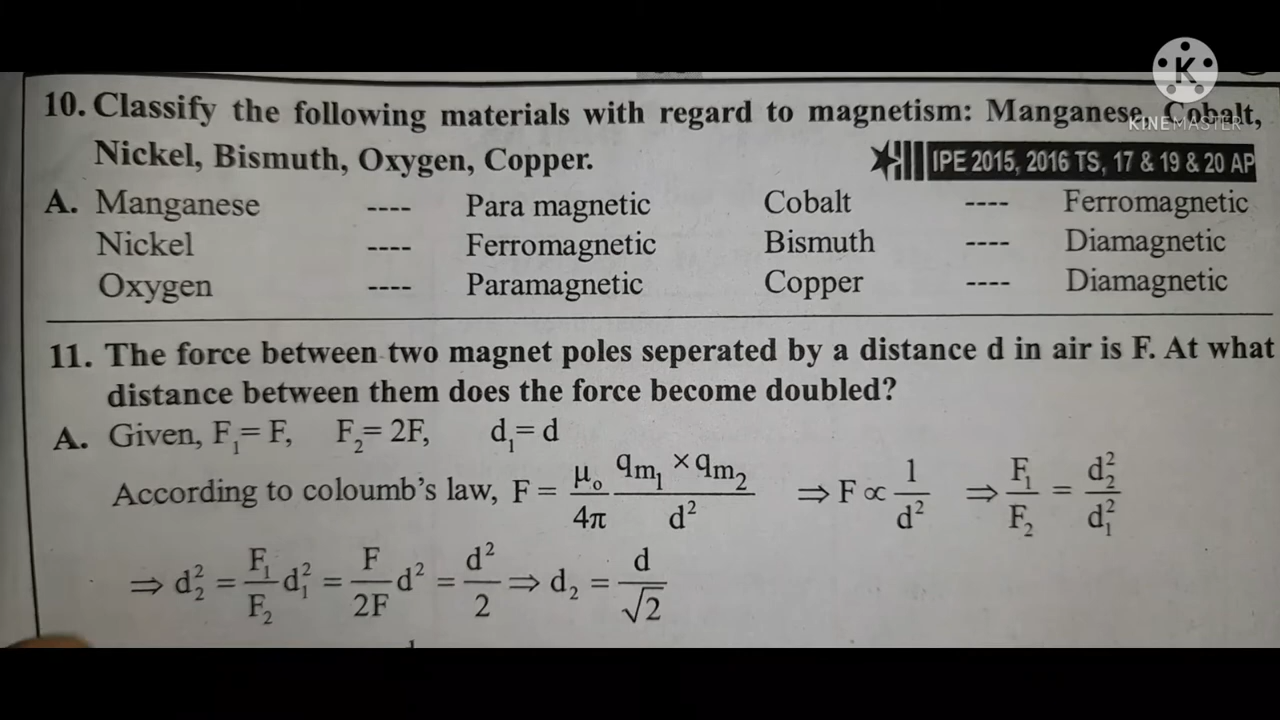 K
KINEMASTER
10. Classify the following materials with regard to magnetism: Manganese, Cobalt,
Nickel, Bismuth, Oxygen, Copper. IPE 2015, 2016 TS, 17 & 19 & 20 AP
A. Manganese ---- Para magnetic Cobalt ---- Ferromagnetic
Nickel ---- Ferromagnetic Bismuth ---- Diamagnetic
Oxygen ---- Paramagnetic Copper ---- Diamagnetic
11. The force between two magnet poles seperated by a distance d in air is F. At what
distance between them does the force become doubled?
A. Given, F₁= F, F₂= 2F, d₁= d
According to coloumb's law, F = μ₀/4π qm₁ × qm₂/d² ⇒ F ∝ 1/d² ⇒ F₁/F₂ = d₂²/d₁²
⇒ d₂² = F₁/F₂ d₁² = F/2F d² = d²/2 ⇒ d₂ = d/√2